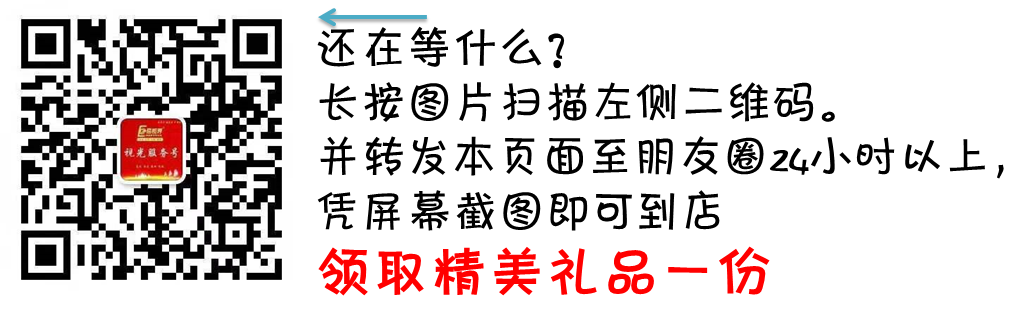 还在等什么？
长按图片扫描左侧二维码。
并转发本页面至朋友圈24小时以上，
凭屏幕截图即可到店
领取精美礼品一份
视光服务号